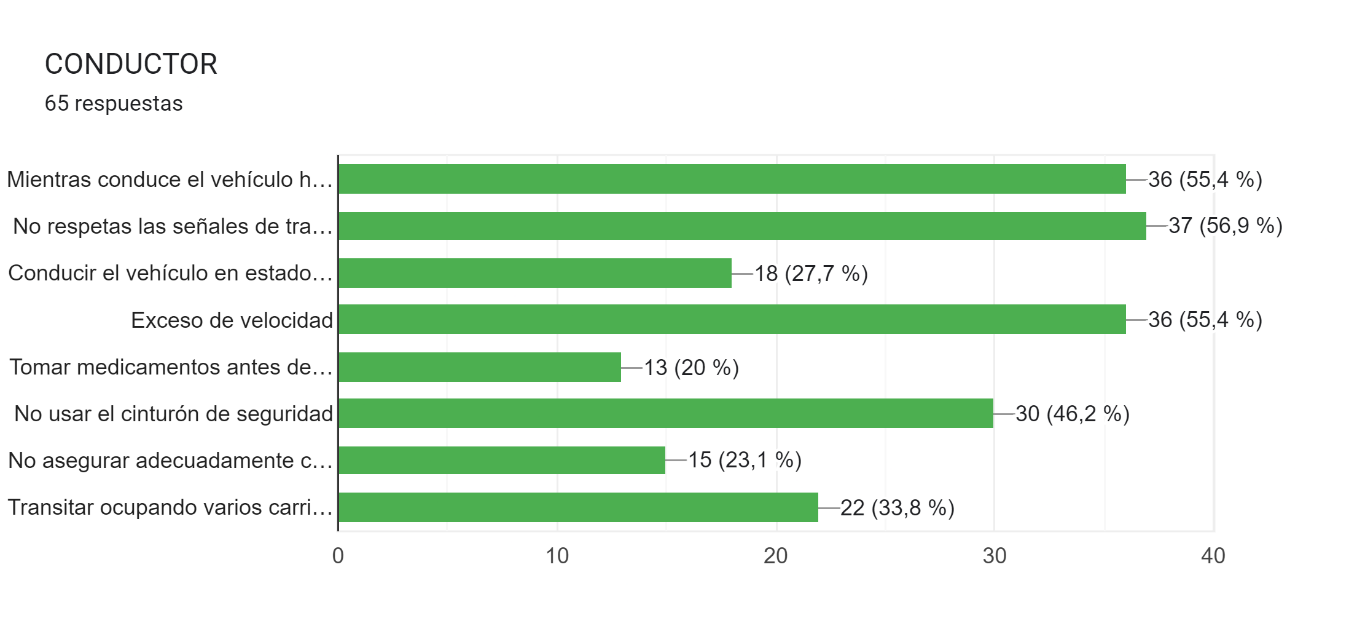 CONDUCTOR
65 respuestas
Mientras conduce el vehículo h… 36 (55,4 %)
No respetas las señales de tra… 37 (56,9 %)
Conducir el vehículo en estado… 18 (27,7 %)
Exceso de velocidad 36 (55,4 %)
Tomar medicamentos antes de… 13 (20 %)
No usar el cinturón de seguridad 30 (46,2 %)
No asegurar adecuadamente c… 15 (23,1 %)
Transitar ocupando varios carri… 22 (33,8 %)
0 10 20 30 40